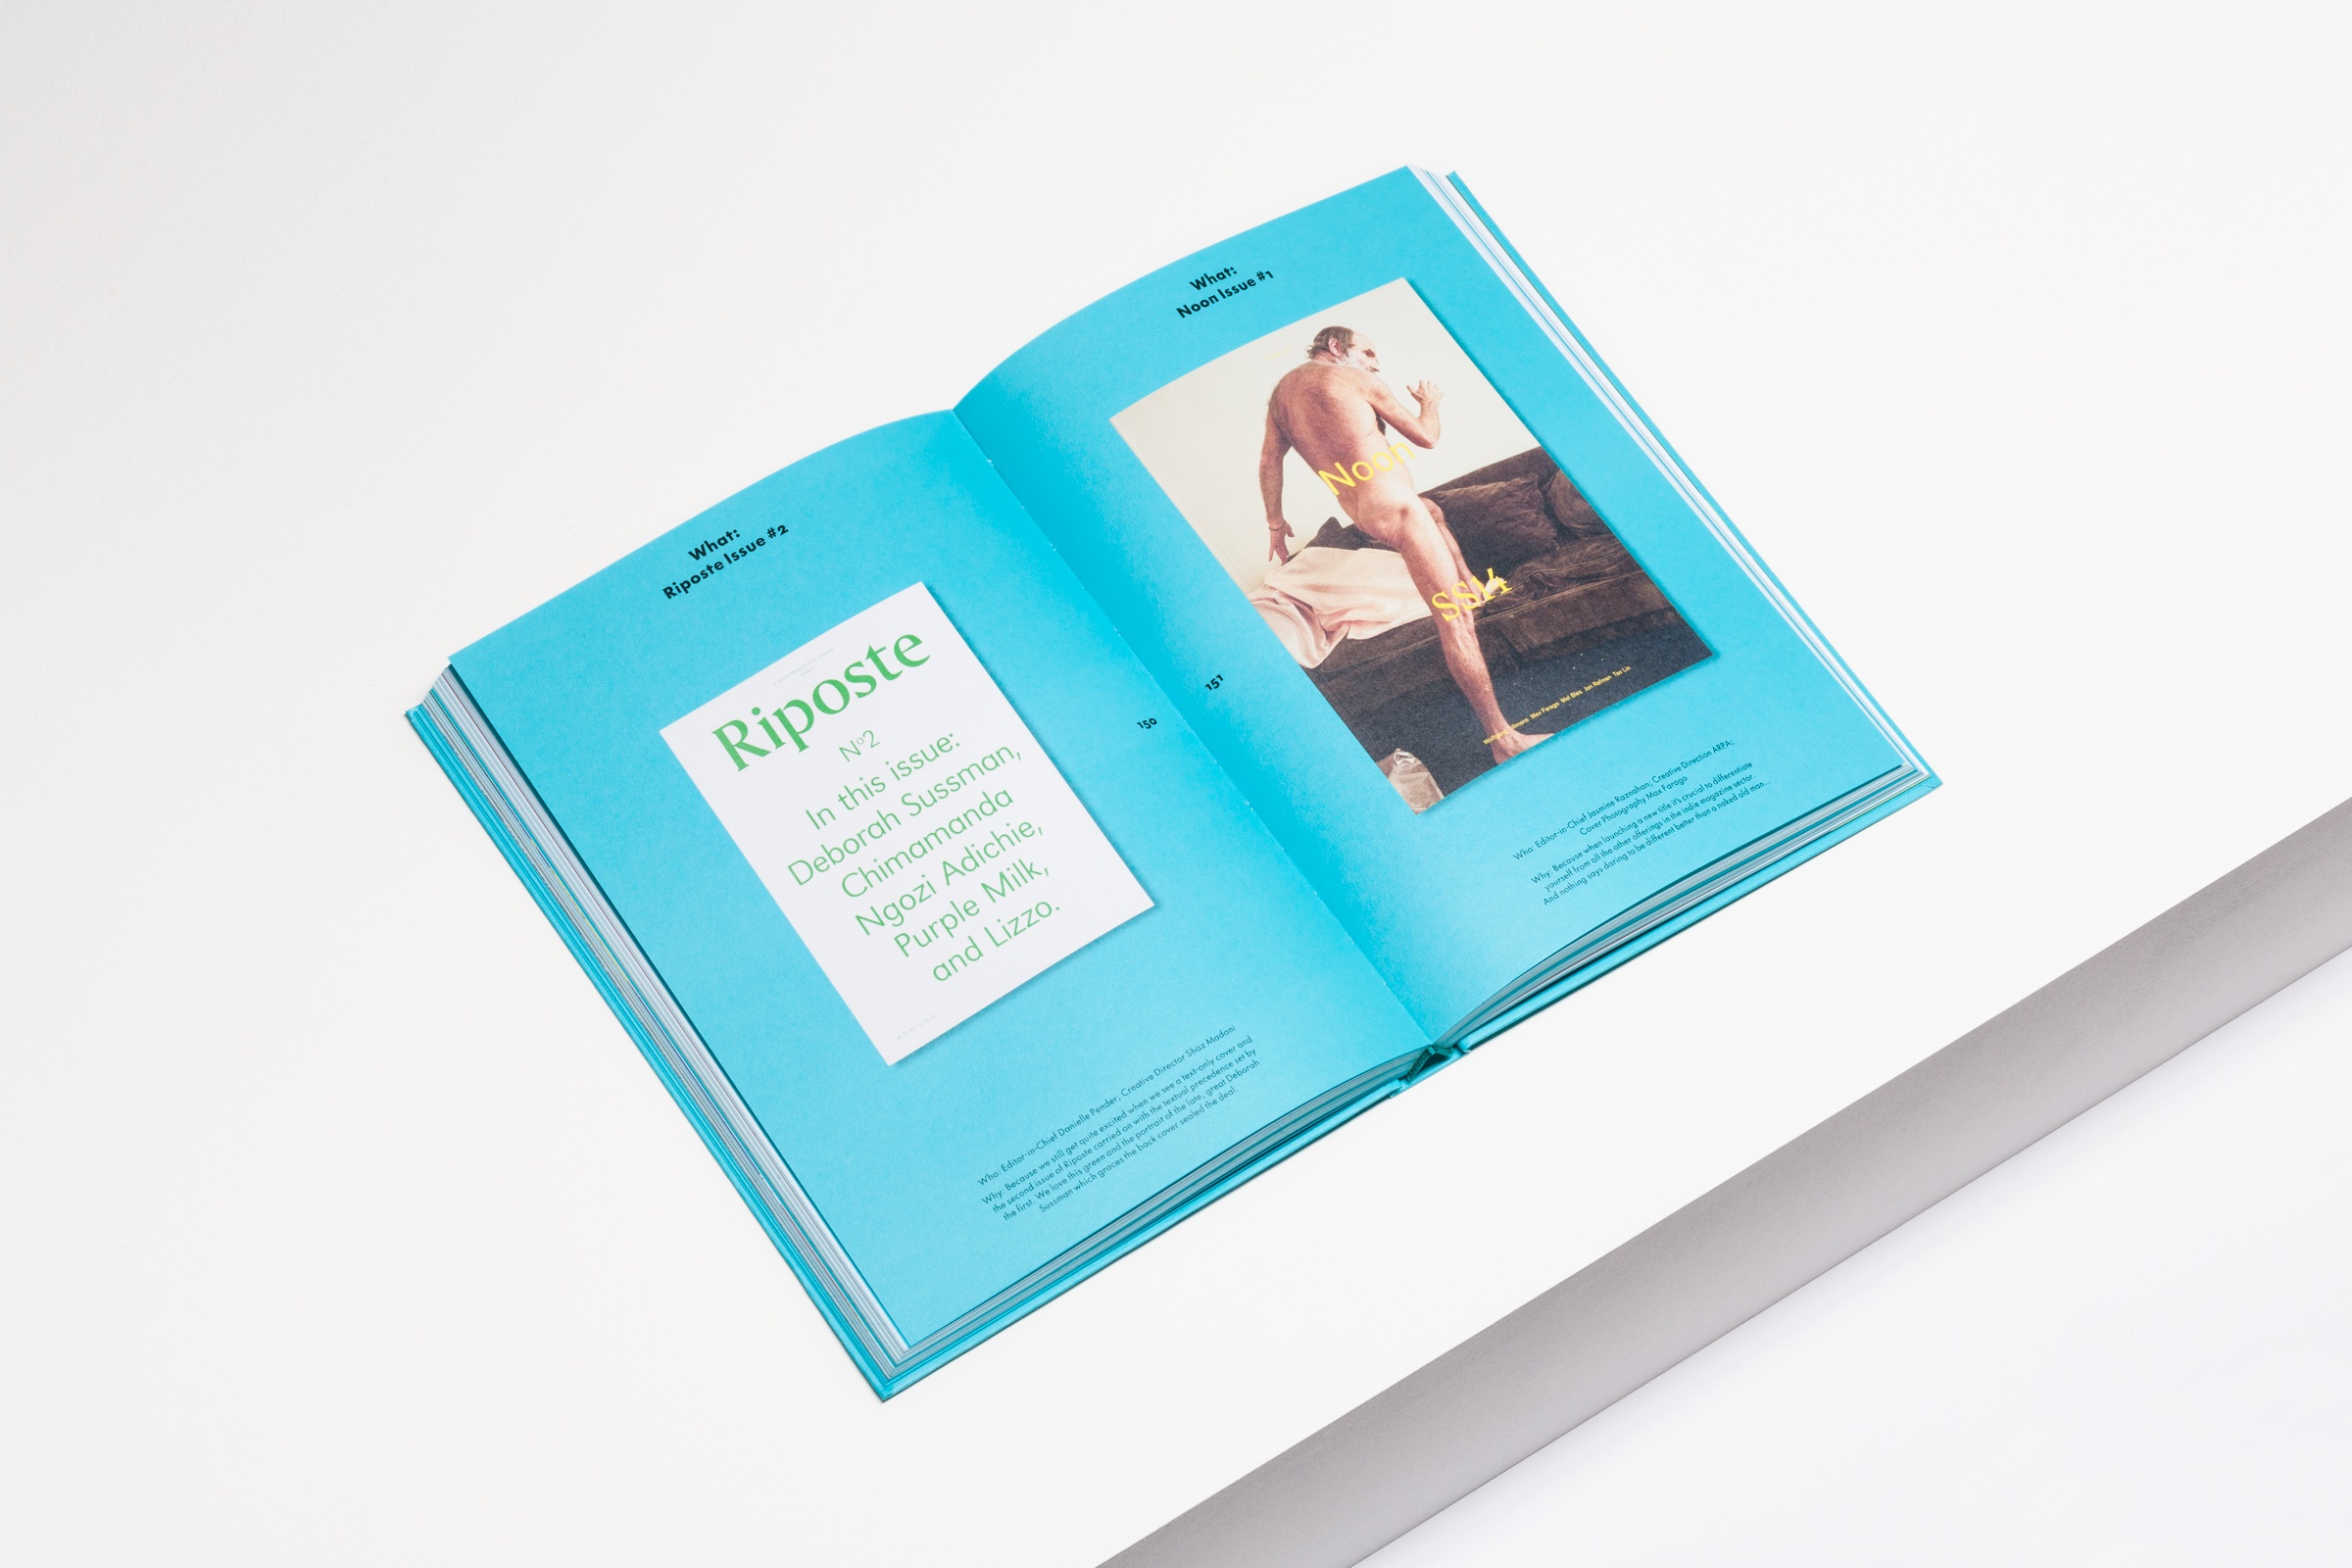 What:
Riposte Issue #2
Riposte
Nº2
In this issue:
Deborah Sussman,
Chimamanda
Ngozi Adichie,
Purple Milk,
and Lizzo.
Who: Editor-in-Chief Danielle Pender; Creative Director Shaz Madani
Why: Because we still get quite excited when we see a text-only cover and
the second issue of Riposte carried on with the textual precedence set by
the first. We love this green and the portrait of the late, great Deborah
Sussman which graces the back cover sealed the deal.
150
151
What:
Noon Issue #1
Noon
SS14
Max Farago Mel Bles Jon Rafman Tao Lin
Who: Editor-in-Chief Jasmine Raznahan; Creative Direction ARPA;
Cover Photography Max Farago
Why: Because when launching a new title it's crucial to differentiate
yourself from all the other offerings in the indie magazine sector.
And nothing says daring to be different better than a naked old man...